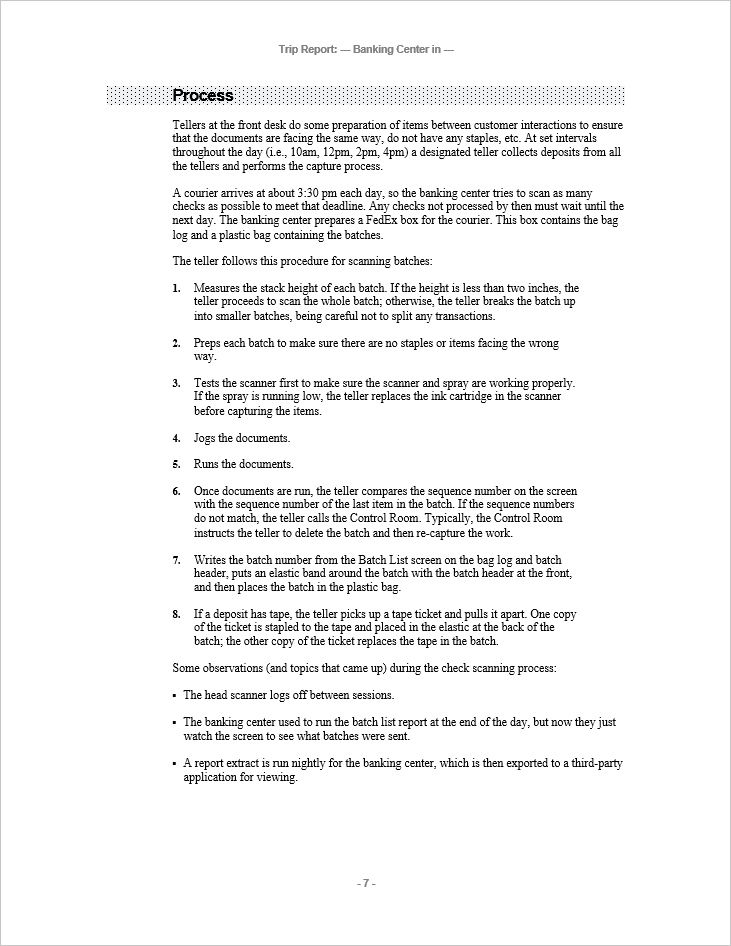 Trip Report: — Banking Center in —
Process
Tellers at the front desk do some preparation of items between customer interactions to ensure
that the documents are facing the same way, do not have any staples, etc. At set intervals
throughout the day (i.e., 10am, 12pm, 2pm, 4pm) a designated teller collects deposits from all
the tellers and performs the capture process.
A courier arrives at about 3:30 pm each day, so the banking center tries to scan as many
checks as possible to meet that deadline. Any checks not processed by then must wait until the
next day. The banking center prepares a FedEx box for the courier. This box contains the bag
log and a plastic bag containing the batches.
The teller follows this procedure for scanning batches:
1. Measures the stack height of each batch. If the height is less than two inches, the
teller proceeds to scan the whole batch; otherwise, the teller breaks the batch up
into smaller batches, being careful not to split any transactions.
2. Preps each batch to make sure there are no staples or items facing the wrong
way.
3. Tests the scanner first to make sure the scanner and spray are working properly.
If the spray is running low, the teller replaces the ink cartridge in the scanner
before capturing the items.
4. Jogs the documents.
5. Runs the documents.
6. Once documents are run, the teller compares the sequence number on the screen
with the sequence number of the last item in the batch. If the sequence numbers
do not match, the teller calls the Control Room. Typically, the Control Room
instructs the teller to delete the batch and then re-capture the work.
7. Writes the batch number from the Batch List screen on the bag log and batch
header, puts an elastic band around the batch with the batch header at the front,
and then places the batch in the plastic bag.
8. If a deposit has tape, the teller picks up a tape ticket and pulls it apart. One copy
of the ticket is stapled to the tape and placed in the elastic at the back of the
batch; the other copy of the ticket replaces the tape in the batch.
Some observations (and topics that came up) during the check scanning process:
▪ The head scanner logs off between sessions.
▪ The banking center used to run the batch list report at the end of the day, but now they just
watch the screen to see what batches were sent.
▪ A report extract is run nightly for the banking center, which is then exported to a third-party
application for viewing.
- 7 -